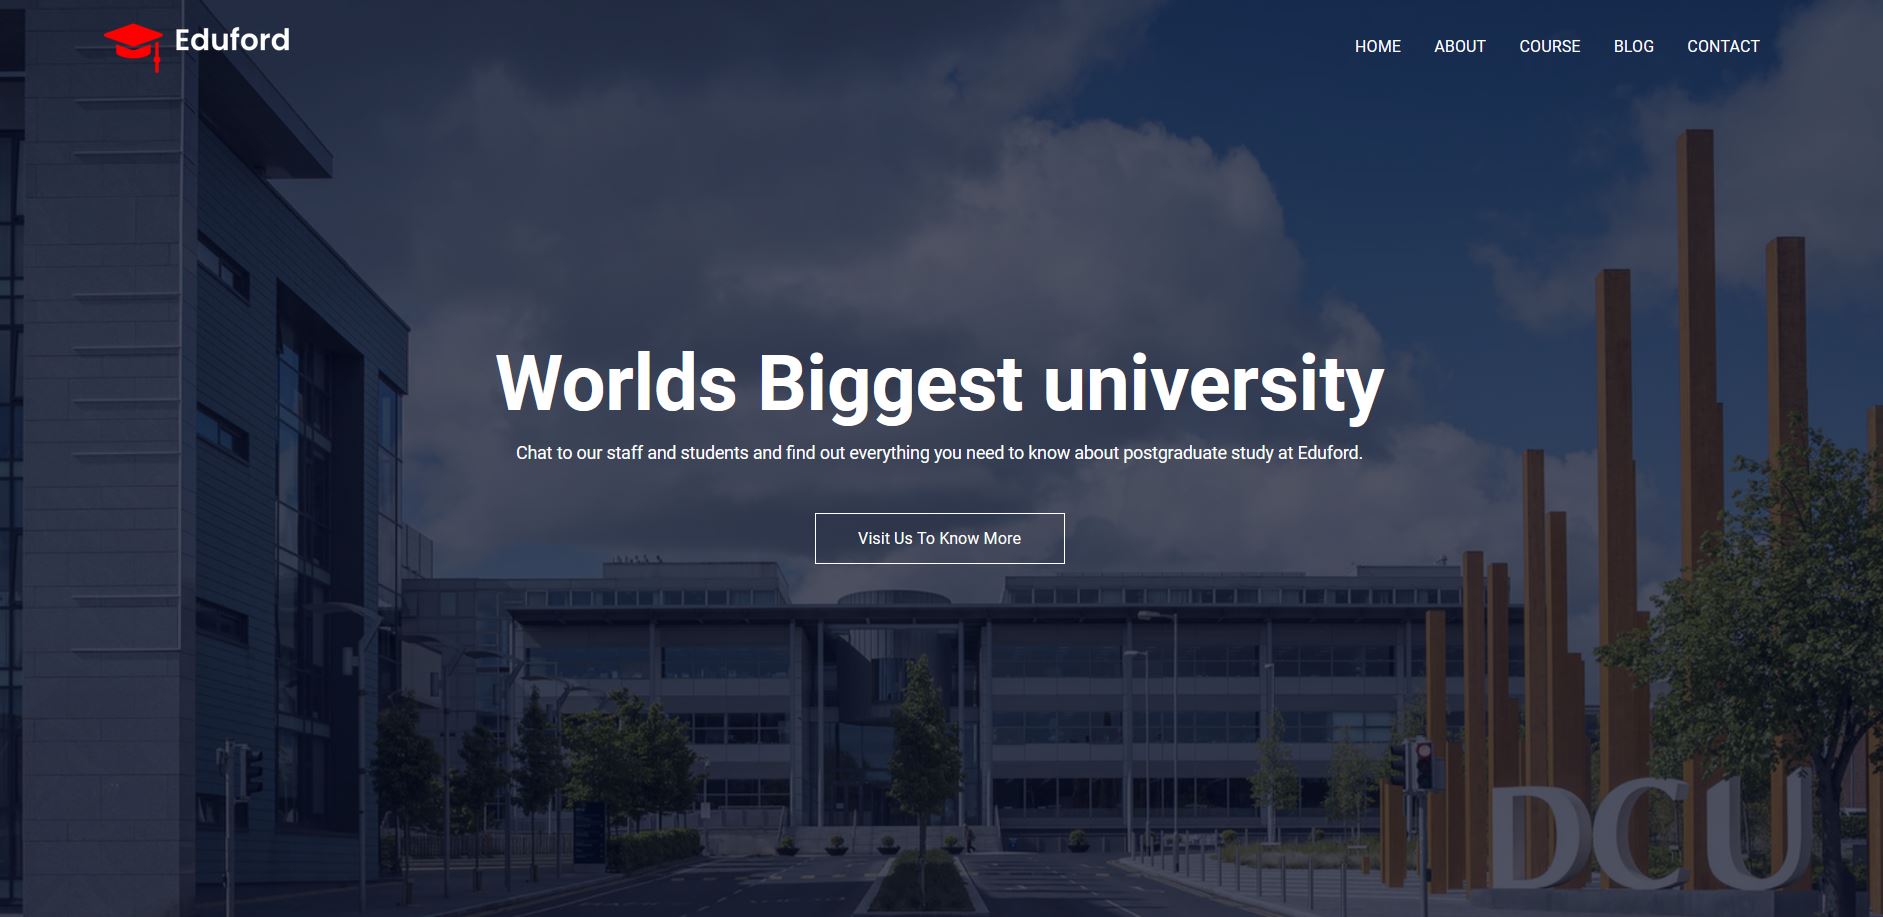 Eduford
HOME ABOUT COURSE BLOG CONTACT
Worlds Biggest university
Chat to our staff and students and find out everything you need to know about postgraduate study at Eduford.
Visit Us To Know More
DCU